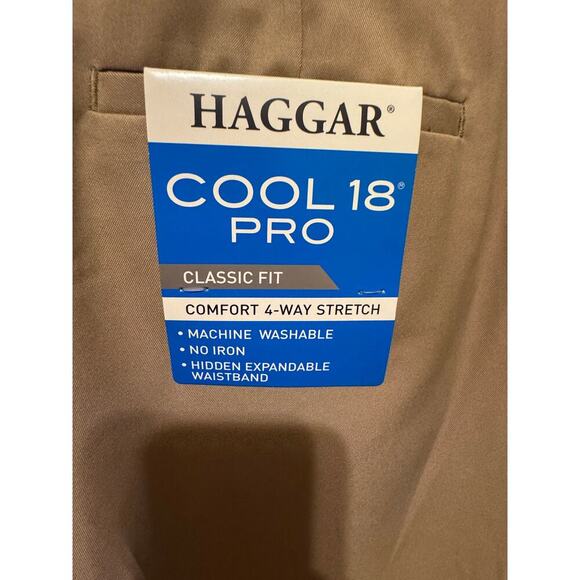 HAGGAR®
COOL 18®
PRO
CLASSIC FIT
COMFORT 4-WAY STRETCH
• MACHINE WASHABLE
• NO IRON
• HIDDEN EXPANDABLE
WAISTBAND